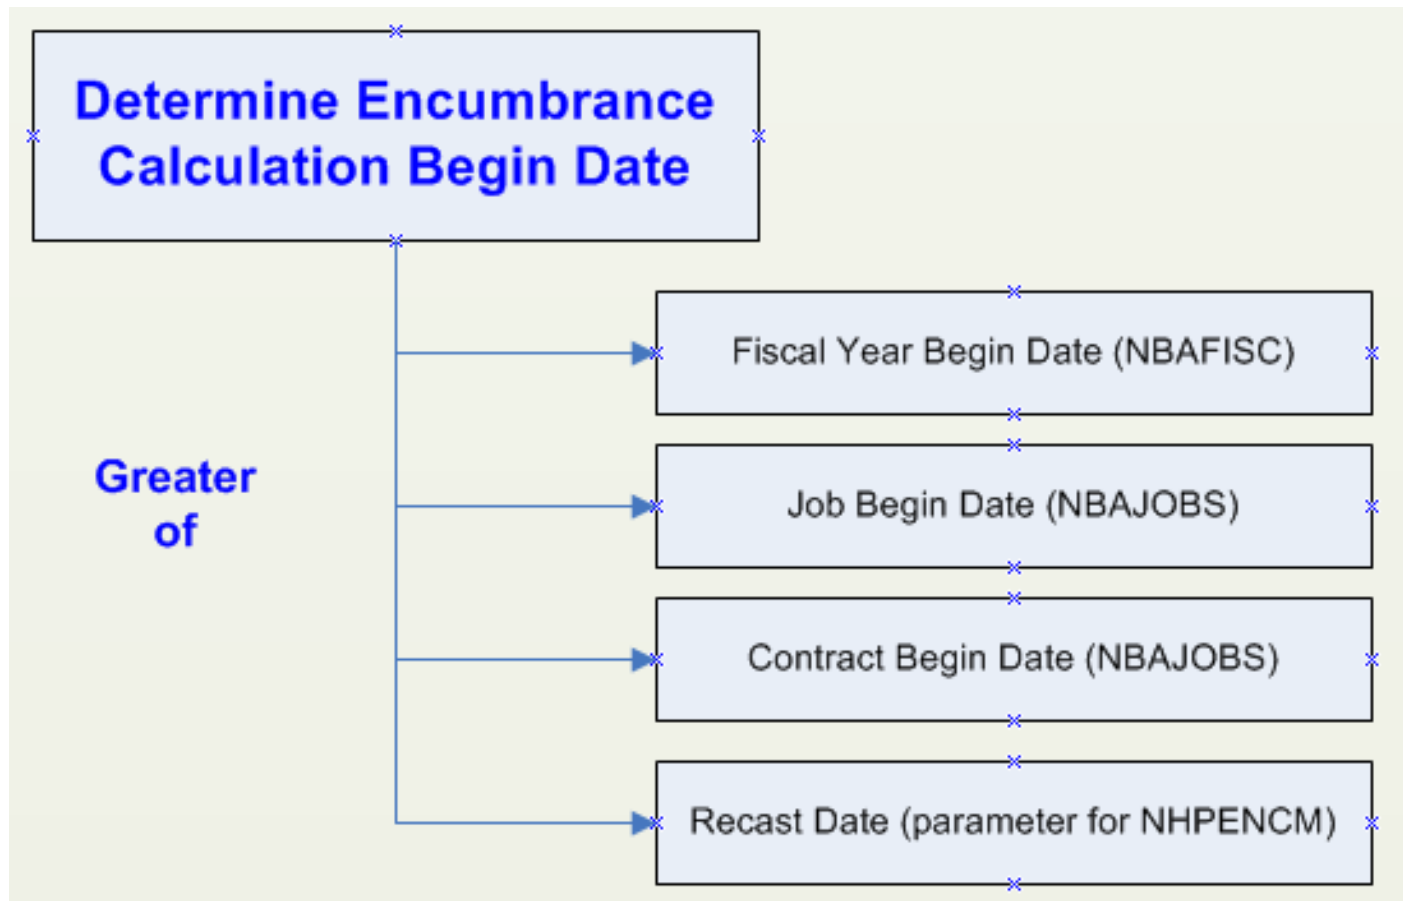 Determine Encumbrance
Calculation Begin Date
Fiscal Year Begin Date (NBAFISC)
Greater
of
Job Begin Date (NBAJOBS)
Contract Begin Date (NBAJOBS)
Recast Date (parameter for NHPENCM)